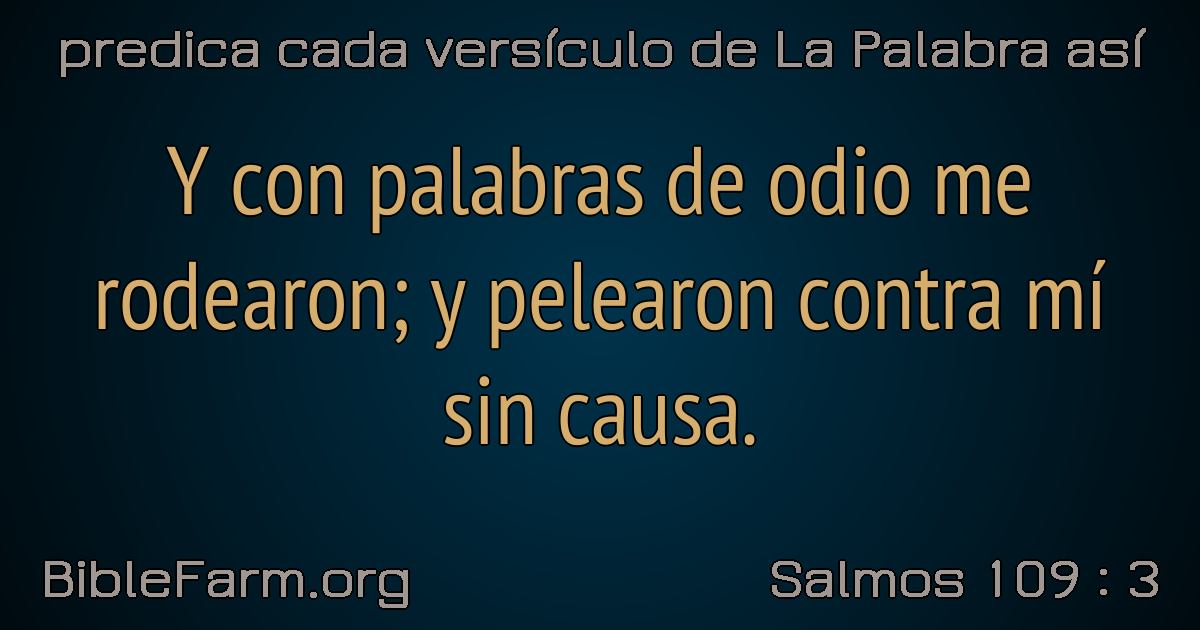 predica cada versículo de La Palabra así
Y con palabras de odio me
rodearon; y pelearon contra mí
sin causa.
BibleFarm.org
Salmos 109 : 3